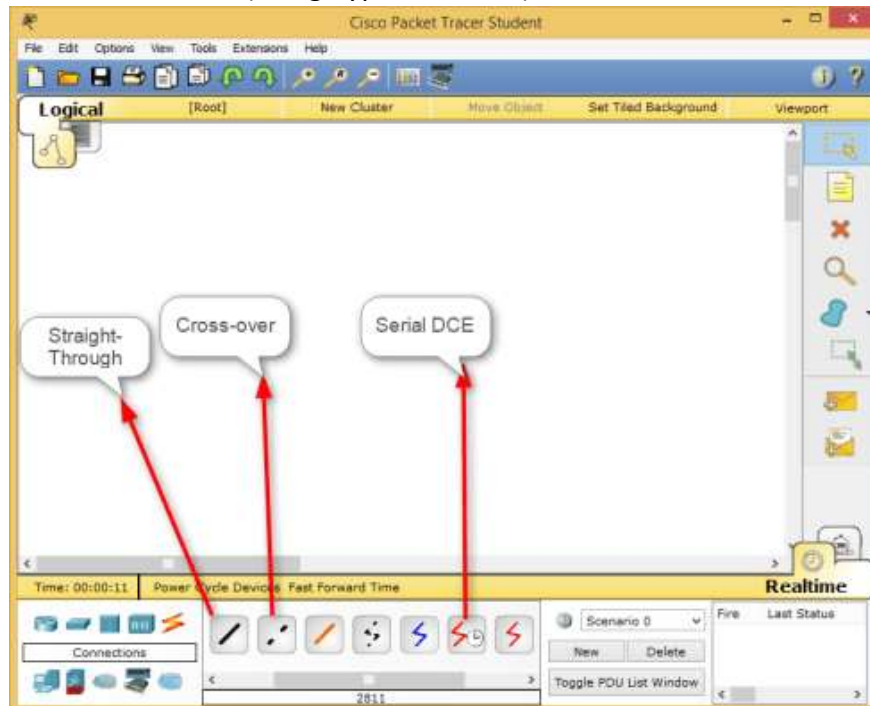 Cisco Packet Tracer Student
File Edit Options View Tools Extensions Help
Logical [Root] New Cluster Move Object Set Tiled Background Viewport
Straight-
Through
Cross-over
Serial DCE
Time: 00:00:11 Power Cycle Devices Fast Forward Time Realtime
Scenario 0
Fire Last Status
Connections
New Delete
Toggle PDU List Window
2811